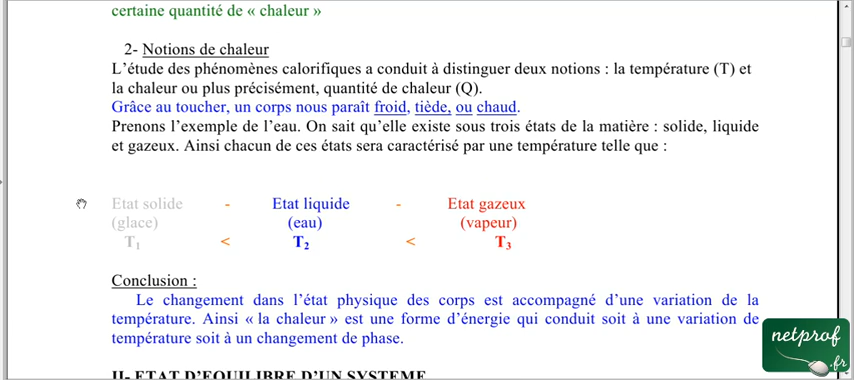 certaine quantité de « chaleur »
2- Notions de chaleur
L’étude des phénomènes calorifiques a conduit à distinguer deux notions : la température (T) et
la chaleur ou plus précisément, quantité de chaleur (Q).
Grâce au toucher, un corps nous paraît froid, tiède, ou chaud.
Prenons l’exemple de l’eau. On sait qu’elle existe sous trois états de la matière : solide, liquide
et gazeux. Ainsi chacun de ces états sera caractérisé par une température telle que :
Etat solide - Etat liquide - Etat gazeux
(glace) (eau) (vapeur)
T₁ < T₂ < T₃
Conclusion :
Le changement dans l’état physique des corps est accompagné d’une variation de la
température. Ainsi « la chaleur » est une forme d’énergie qui conduit soit à une variation de
température soit à un changement de phase.
II- ETAT D’EQUILIBRE D’UN SYSTEME
netprof
.fr